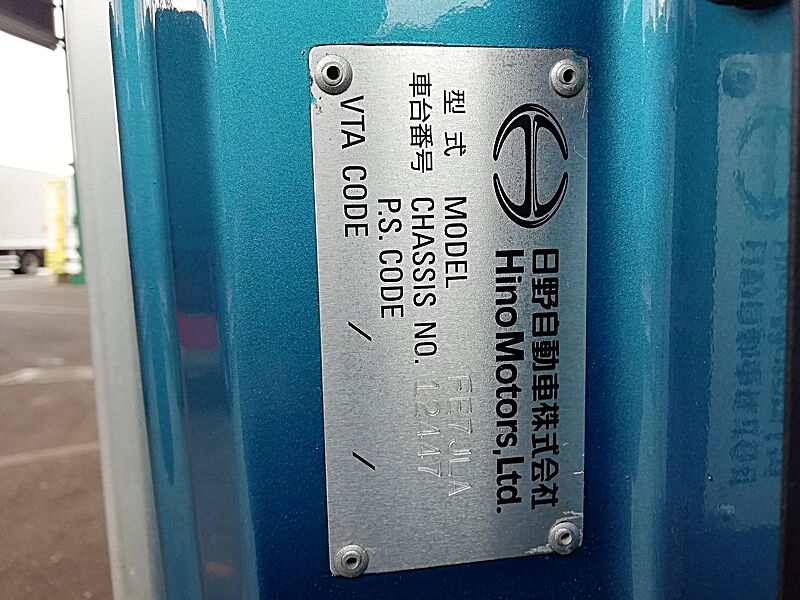 日野自動車株式会社
Hino Motors, Ltd.
型式 MODEL FE7JLA
車台番号 CHASSIS NO. 12447
P.S. CODE
VTA CODE / /